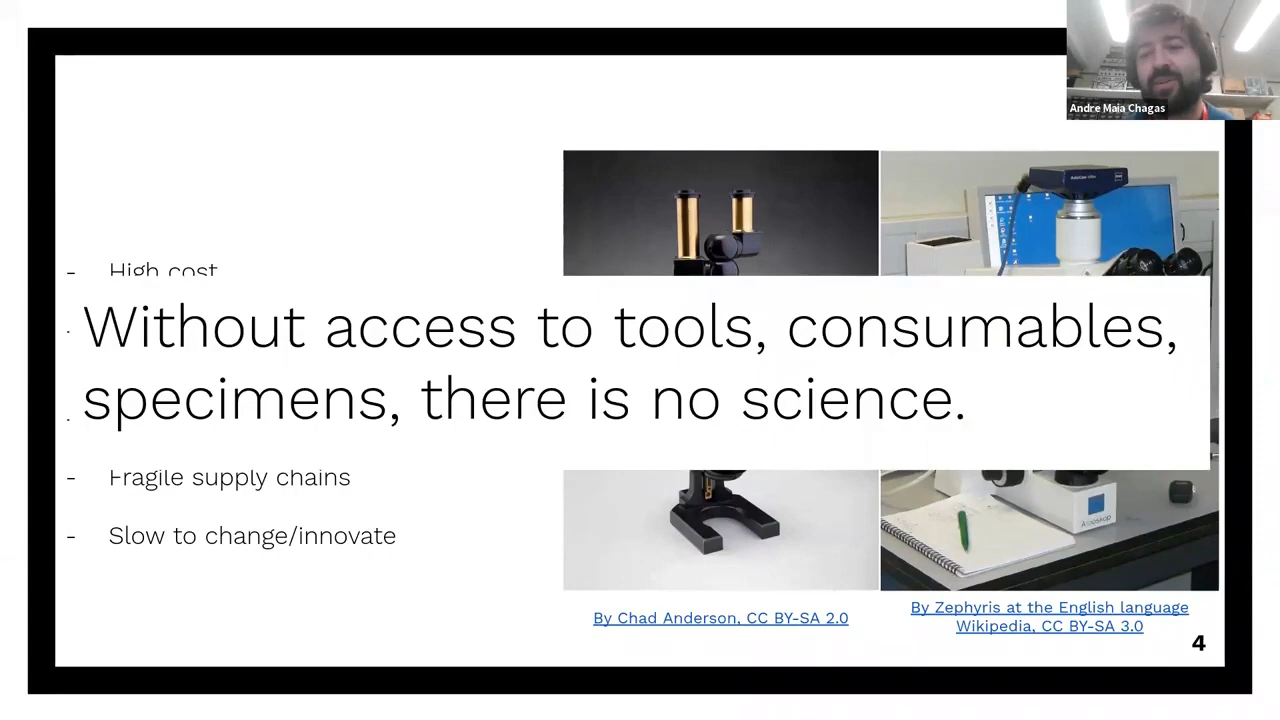 Andre Maia Chagas
- High cost
Without access to tools, consumables,
specimens, there is no science.
- Fragile supply chains
- Slow to change/innovate
By Chad Anderson, CC BY-SA 2.0
By Zephyris at the English language
Wikipedia, CC BY-SA 3.0
4